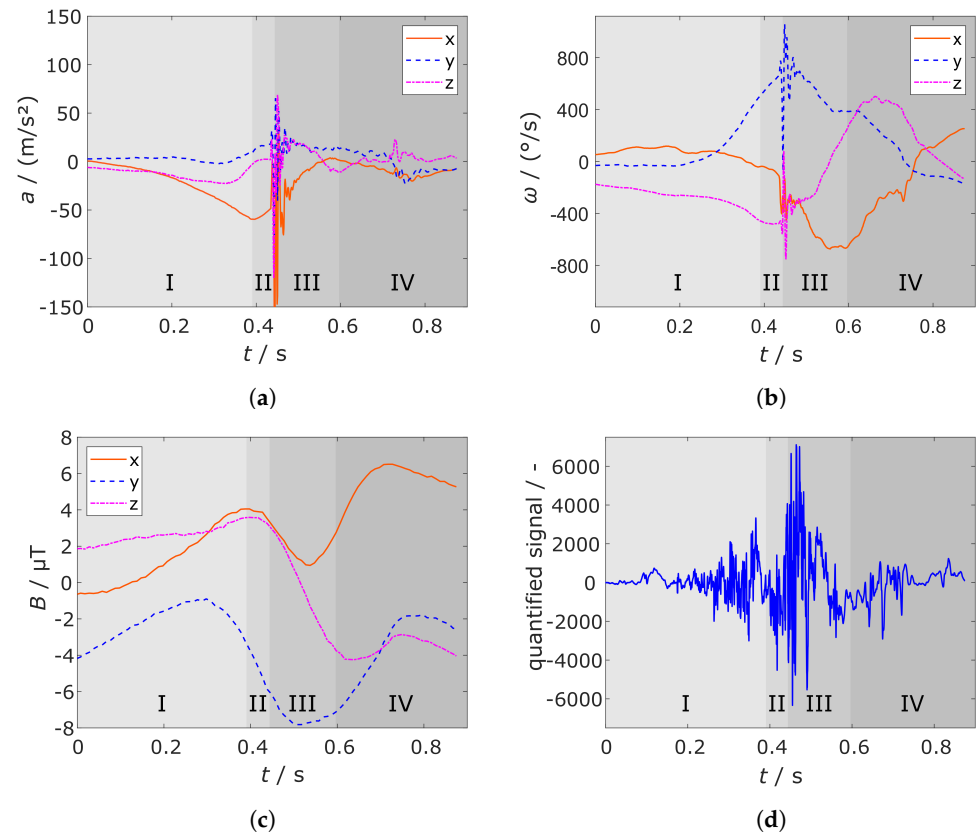 150
100
50
0
-50
-100
-150
a / (m/s²)
x
y
z
I
II
III
IV
0
0.2
0.4
0.6
0.8
t / s
(a)
800
400
0
-400
-800
ω / (°/s)
x
y
z
I
II
III
IV
0
0.2
0.4
0.6
0.8
t / s
(b)
8
6
4
2
0
-2
-4
-6
-8
B / μT
x
y
z
I
II
III
IV
0
0.2
0.4
0.6
0.8
t / s
(c)
6000
4000
2000
0
-2000
-4000
-6000
quantified signal / -
I
II
III
IV
0
0.2
0.4
0.6
0.8
t / s
(d)